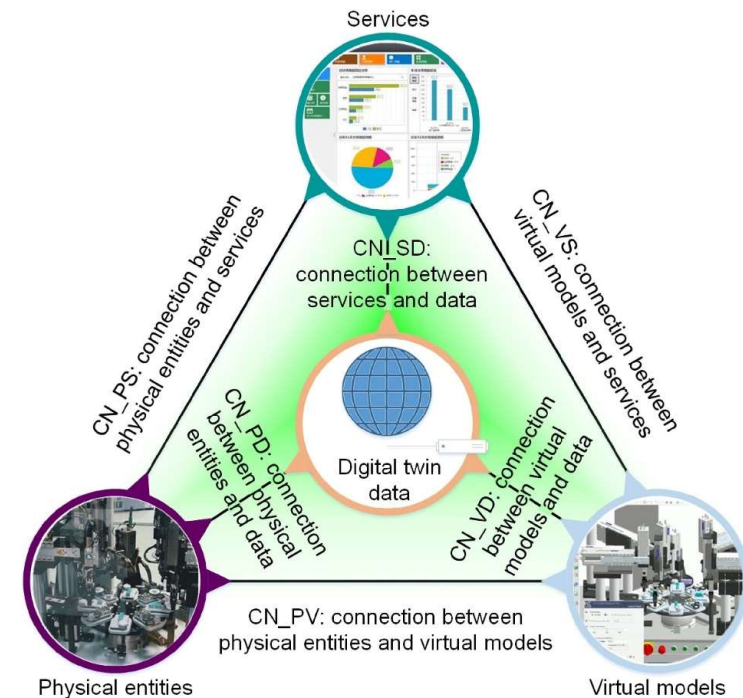 Services
CN_SD:
connection between
services and data
CN_PS: connection between
physical entities and services
CN_VS: connection between
virtual models and services
CN_PD: connection
between physical
entities and data
Digital twin
data
CN_VD: connection
between virtual
models and data
CN_PV: connection between
physical entities and virtual models
Physical entities
Virtual models